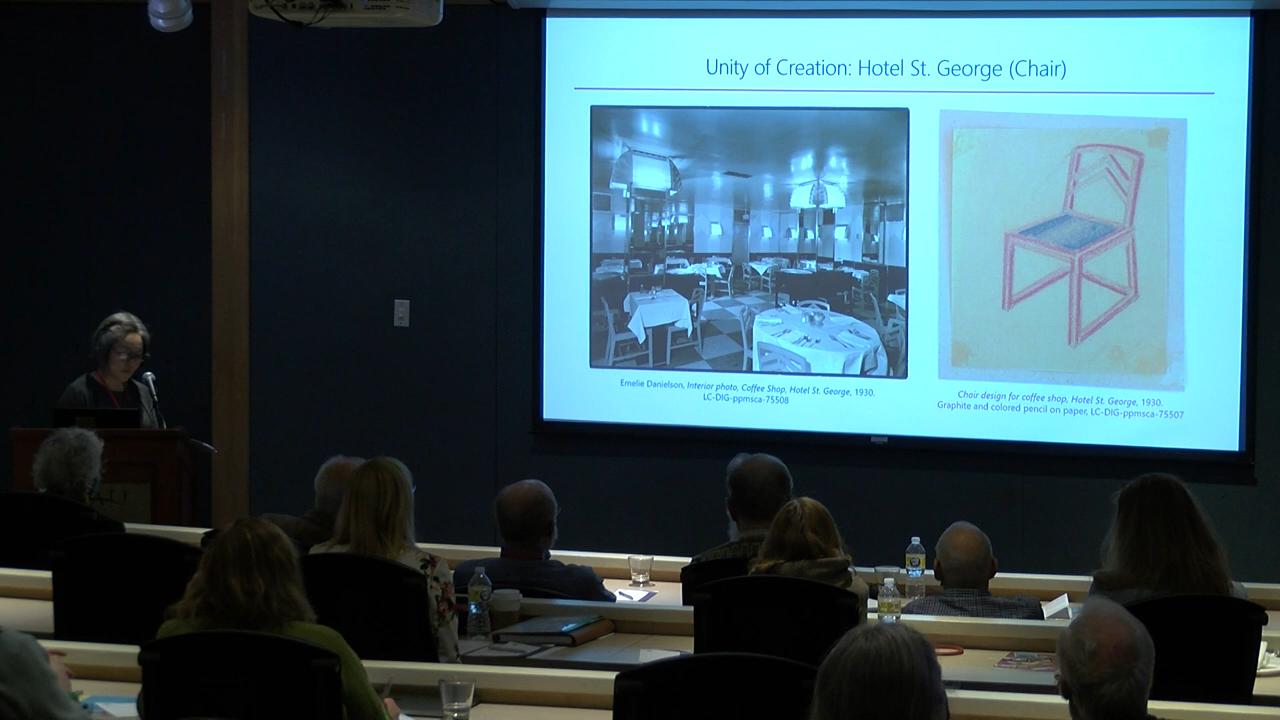 Unity of Creation: Hotel St. George (Chair)
Emelie Danielson, Interior photo, Coffee Shop, Hotel St. George, 1930.
LC-DIG-ppmsca-75508
Chair design for coffee shop, Hotel St. George, 1930.
Graphite and colored pencil on paper, LC-DIG-ppmsca-75507